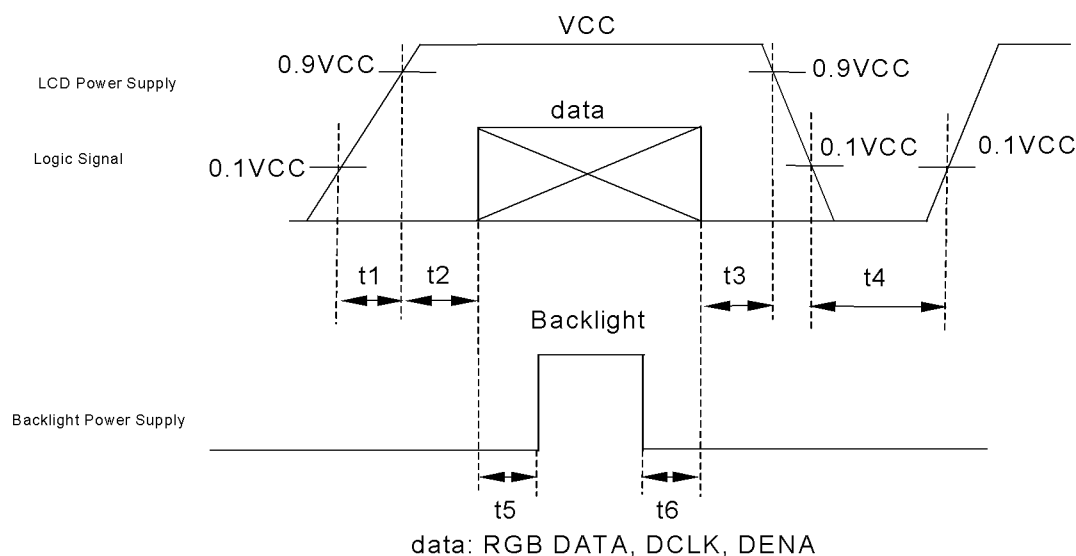 VCC
0.9VCC
0.9VCC
LCD Power Supply
data
Logic Signal
0.1VCC
0.1VCC
0.1VCC
t1
t2
t3
t4
Backlight
Backlight Power Supply
t5
t6
data: RGB DATA, DCLK, DENA